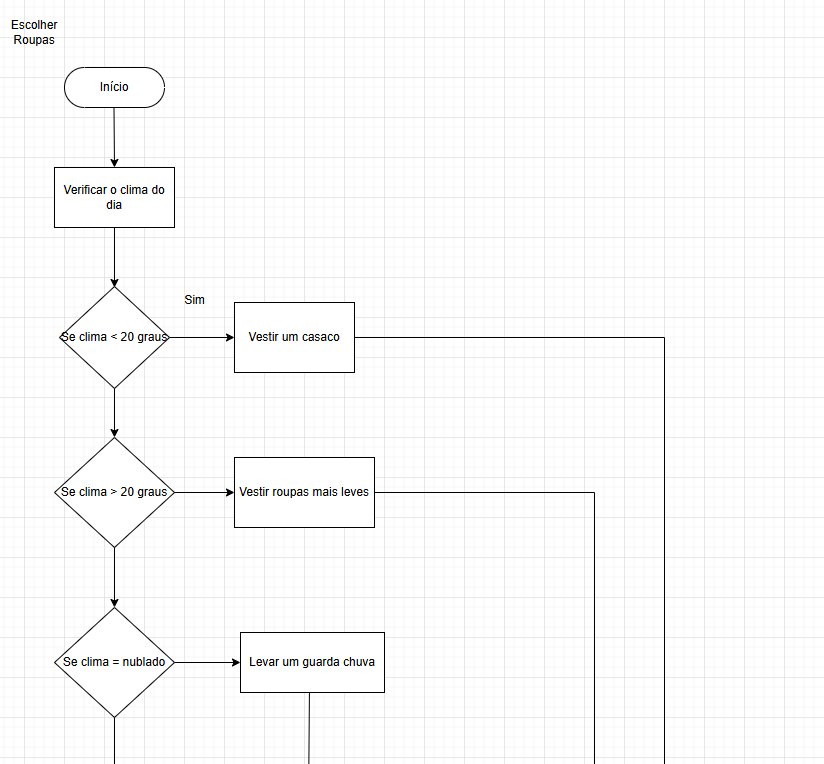 Escolher
Roupas
Início
Verificar o clima do
dia
Sim
Se clima < 20 graus
Vestir um casaco
Se clima > 20 graus
Vestir roupas mais leves
Se clima = nublado
Levar um guarda chuva